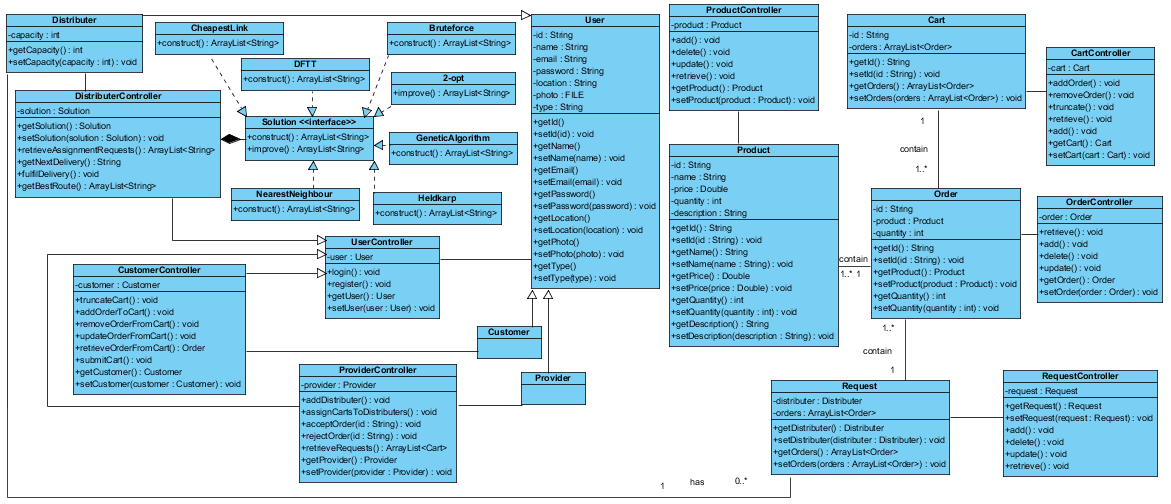 Distributer
-capacity : int
+getCapacity() : int
+setCapacity(capacity : int) : void
CheapestLink
+construct() : ArrayList<String>
Bruteforce
+construct() : ArrayList<String>
DFTT
+construct() : ArrayList<String>
2-opt
+improve() : ArrayList<String>
DistributerController
-solution : Solution
+getSolution() : Solution
+setSolution(solution : Solution) : void
+retrieveAssignmentRequests() : ArrayList<String>
+getNextDelivery() : String
+fulfilDelivery() : void
+getBestRoute() : ArrayList<String>
Solution <<interface>>
+construct() : ArrayList<String>
+improve() : ArrayList<String>
GeneticAlgorithm
+construct() : ArrayList<String>
NearestNeighbour
+construct() : ArrayList<String>
Heldkarp
+construct() : ArrayList<String>
User
-id : String
-name : String
-email : String
-password : String
-location : String
-photo : FILE
-type : String
+getId()
+setId(id) : void
+getName()
+setName(name) : void
+getEmail()
+setEmail(email) : void
+getPassword()
+setPassword(password) : void
+getLocation()
+setLocation(location) : void
+getPhoto()
+setPhoto(photo) : void
+getType()
+setType(type) : void
UserController
-user : User
+login() : void
+register() : void
+getUser() : User
+setUser(user : User) : void
CustomerController
-customer : Customer
+truncateCart() : void
+addOrderToCart() : void
+removeOrderFromCart() : void
+updateOrderFromCart() : void
+retrieveOrderFromCart() : Order
+submitCart() : void
+getCustomer() : Customer
+setCustomer(customer : Customer) : void
Customer
Provider
ProviderController
-provider : Provider
+addDistributer() : void
+assignCartsToDistributers() : void
+acceptOrder(id : String) : void
+rejectOrder(id : String) : void
+retrieveRequests() : ArrayList<Cart>
+getProvider() : Provider
+setProvider(provider : Provider) : void
ProductController
-product : Product
+add() : void
+delete() : void
+update() : void
+retrieve() : void
+getProduct() : Product
+setProduct(product : Product) : void
Product
-id : String
-name : String
-price : Double
-quantity : int
-description : String
+getId() : String
+setId(id : String) : void
+getName() : String
+setName(name : String) : void
+getPrice() : Double
+setPrice(price : Double) : void
+getQuantity() : int
+setQuantity(quantity : int) : void
+getDescription() : String
+setDescription(description : String) : void
Cart
-id : String
-orders : ArrayList<Order>
+getId() : String
+setId(id : String) : void
+getOrders() : ArrayList<Order>
+setOrders(orders : ArrayList<Order>) : void
CartController
-cart : Cart
+addOrder() : void
+removeOrder() : void
+truncate() : void
+retrieve() : void
+add() : void
+getCart() : Cart
+setCart(cart : Cart) : void
1
contain
1..*
Order
-id : String
-product : Product
-quantity : int
+getId() : String
+setId(id : String) : void
+getProduct() : Product
+setProduct(product : Product) : void
+getQuantity() : int
+setQuantity(quantity : int) : void
OrderController
-order : Order
+retrieve() : void
+add() : void
+delete() : void
+update() : void
+getOrder() : Order
+setOrder(order : Order) : void
contain
1..* 1
1..*
contain
1
Request
-distributer : Distributer
-orders : ArrayList<Order>
+getDistributer() : Distributer
+setDistributer(distributer : Distributer) : void
+getOrders() : ArrayList<Order>
+setOrders(orders : ArrayList<Order>) : void
RequestController
-request : Request
+getRequest() : Request
+setRequest(request : Request) : void
+add() : void
+delete() : void
+update() : void
+retrieve() : void
1 has 0..*